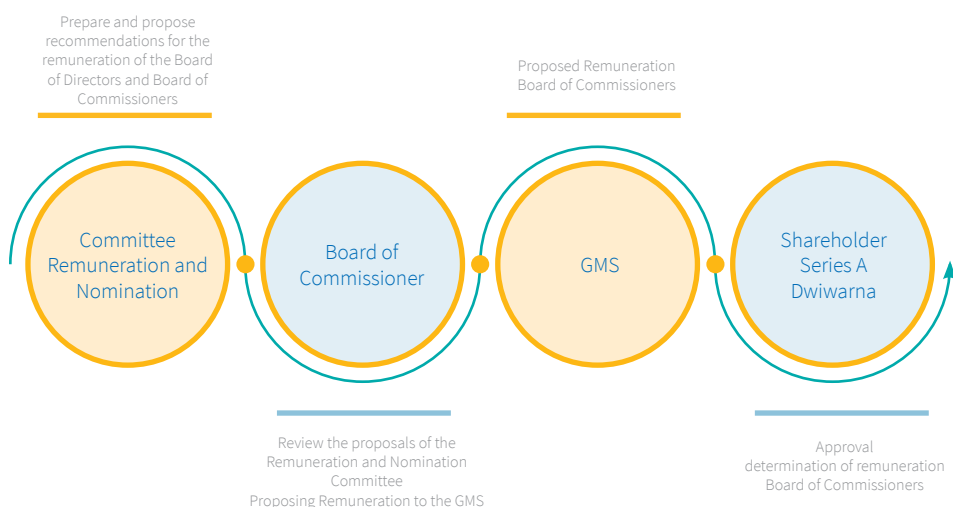 Prepare and propose
recommendations for the
remuneration of the Board
of Directors and Board of
Commissioners
Committee
Remuneration and
Nomination
Board of
Commissioner
Review the proposals of the
Remuneration and Nomination
Committee
Proposing Remuneration to the GMS
Proposed Remuneration
Board of Commissioners
GMS
Shareholder
Series A
Dwiwarna
Approval
determination of remuneration
Board of Commissioners